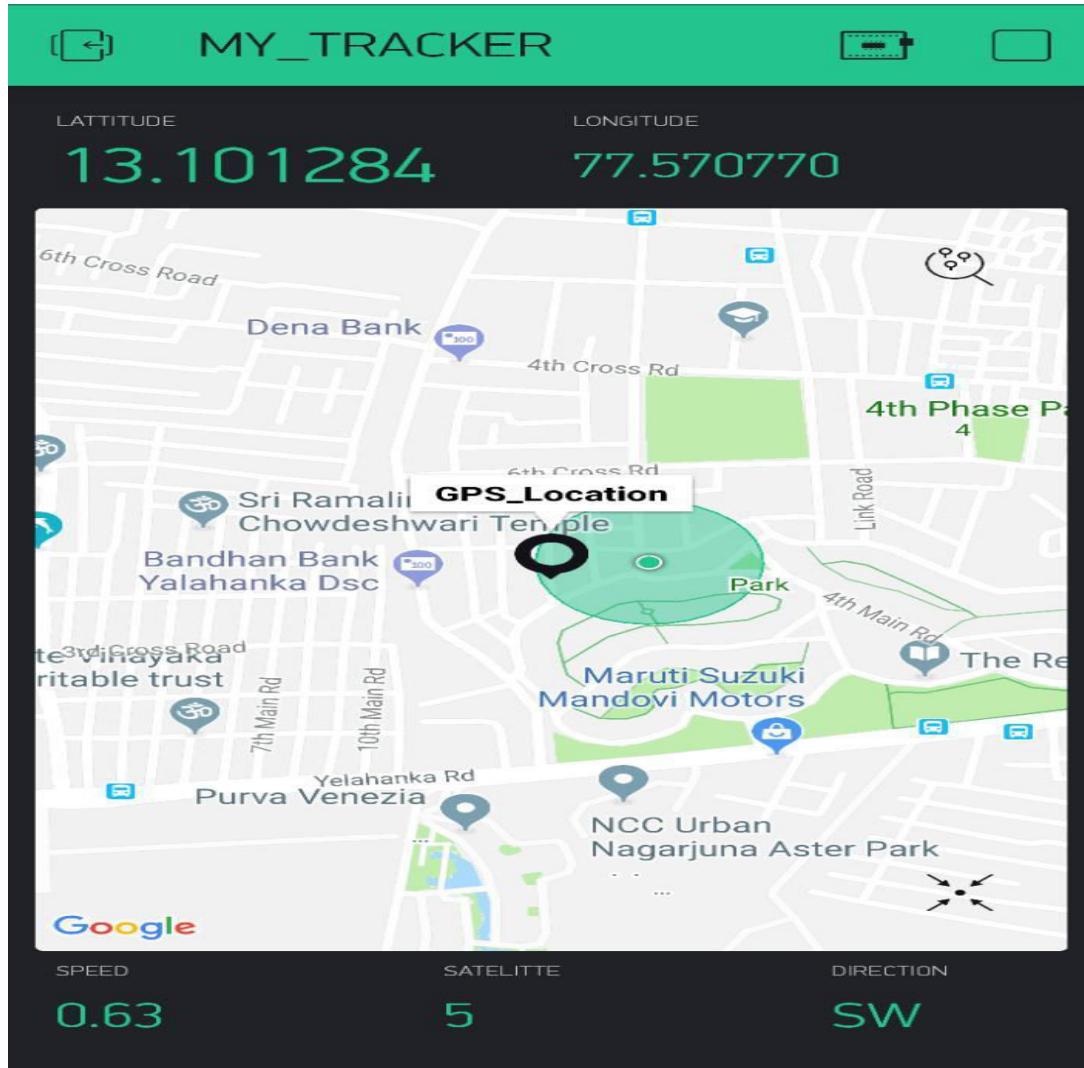 MY_TRACKER
LATTITUDE
LONGITUDE
13.101284
77.570770
6th Cross Road
Dena Bank
100
4th Cross Rd
4th Phase Pa
4
6th Cross Rd
GPS_Location
Link Road
Sri Ramalin
Chowdeshwari Temple
Bandhan Bank
Yalahanka Dsc
100
Park
4th Main Rd
3rd Cross Road
te Vinayaka
ritable trust
The Re
7th Main Rd
10th Main Rd
Maruti Suzuki
Mandovi Motors
Yelahanka Rd
Purva Venezia
...
NCC Urban
Nagarjuna Aster Park
...
Google
SPEED
SATELITTE
DIRECTION
0.63
5
SW